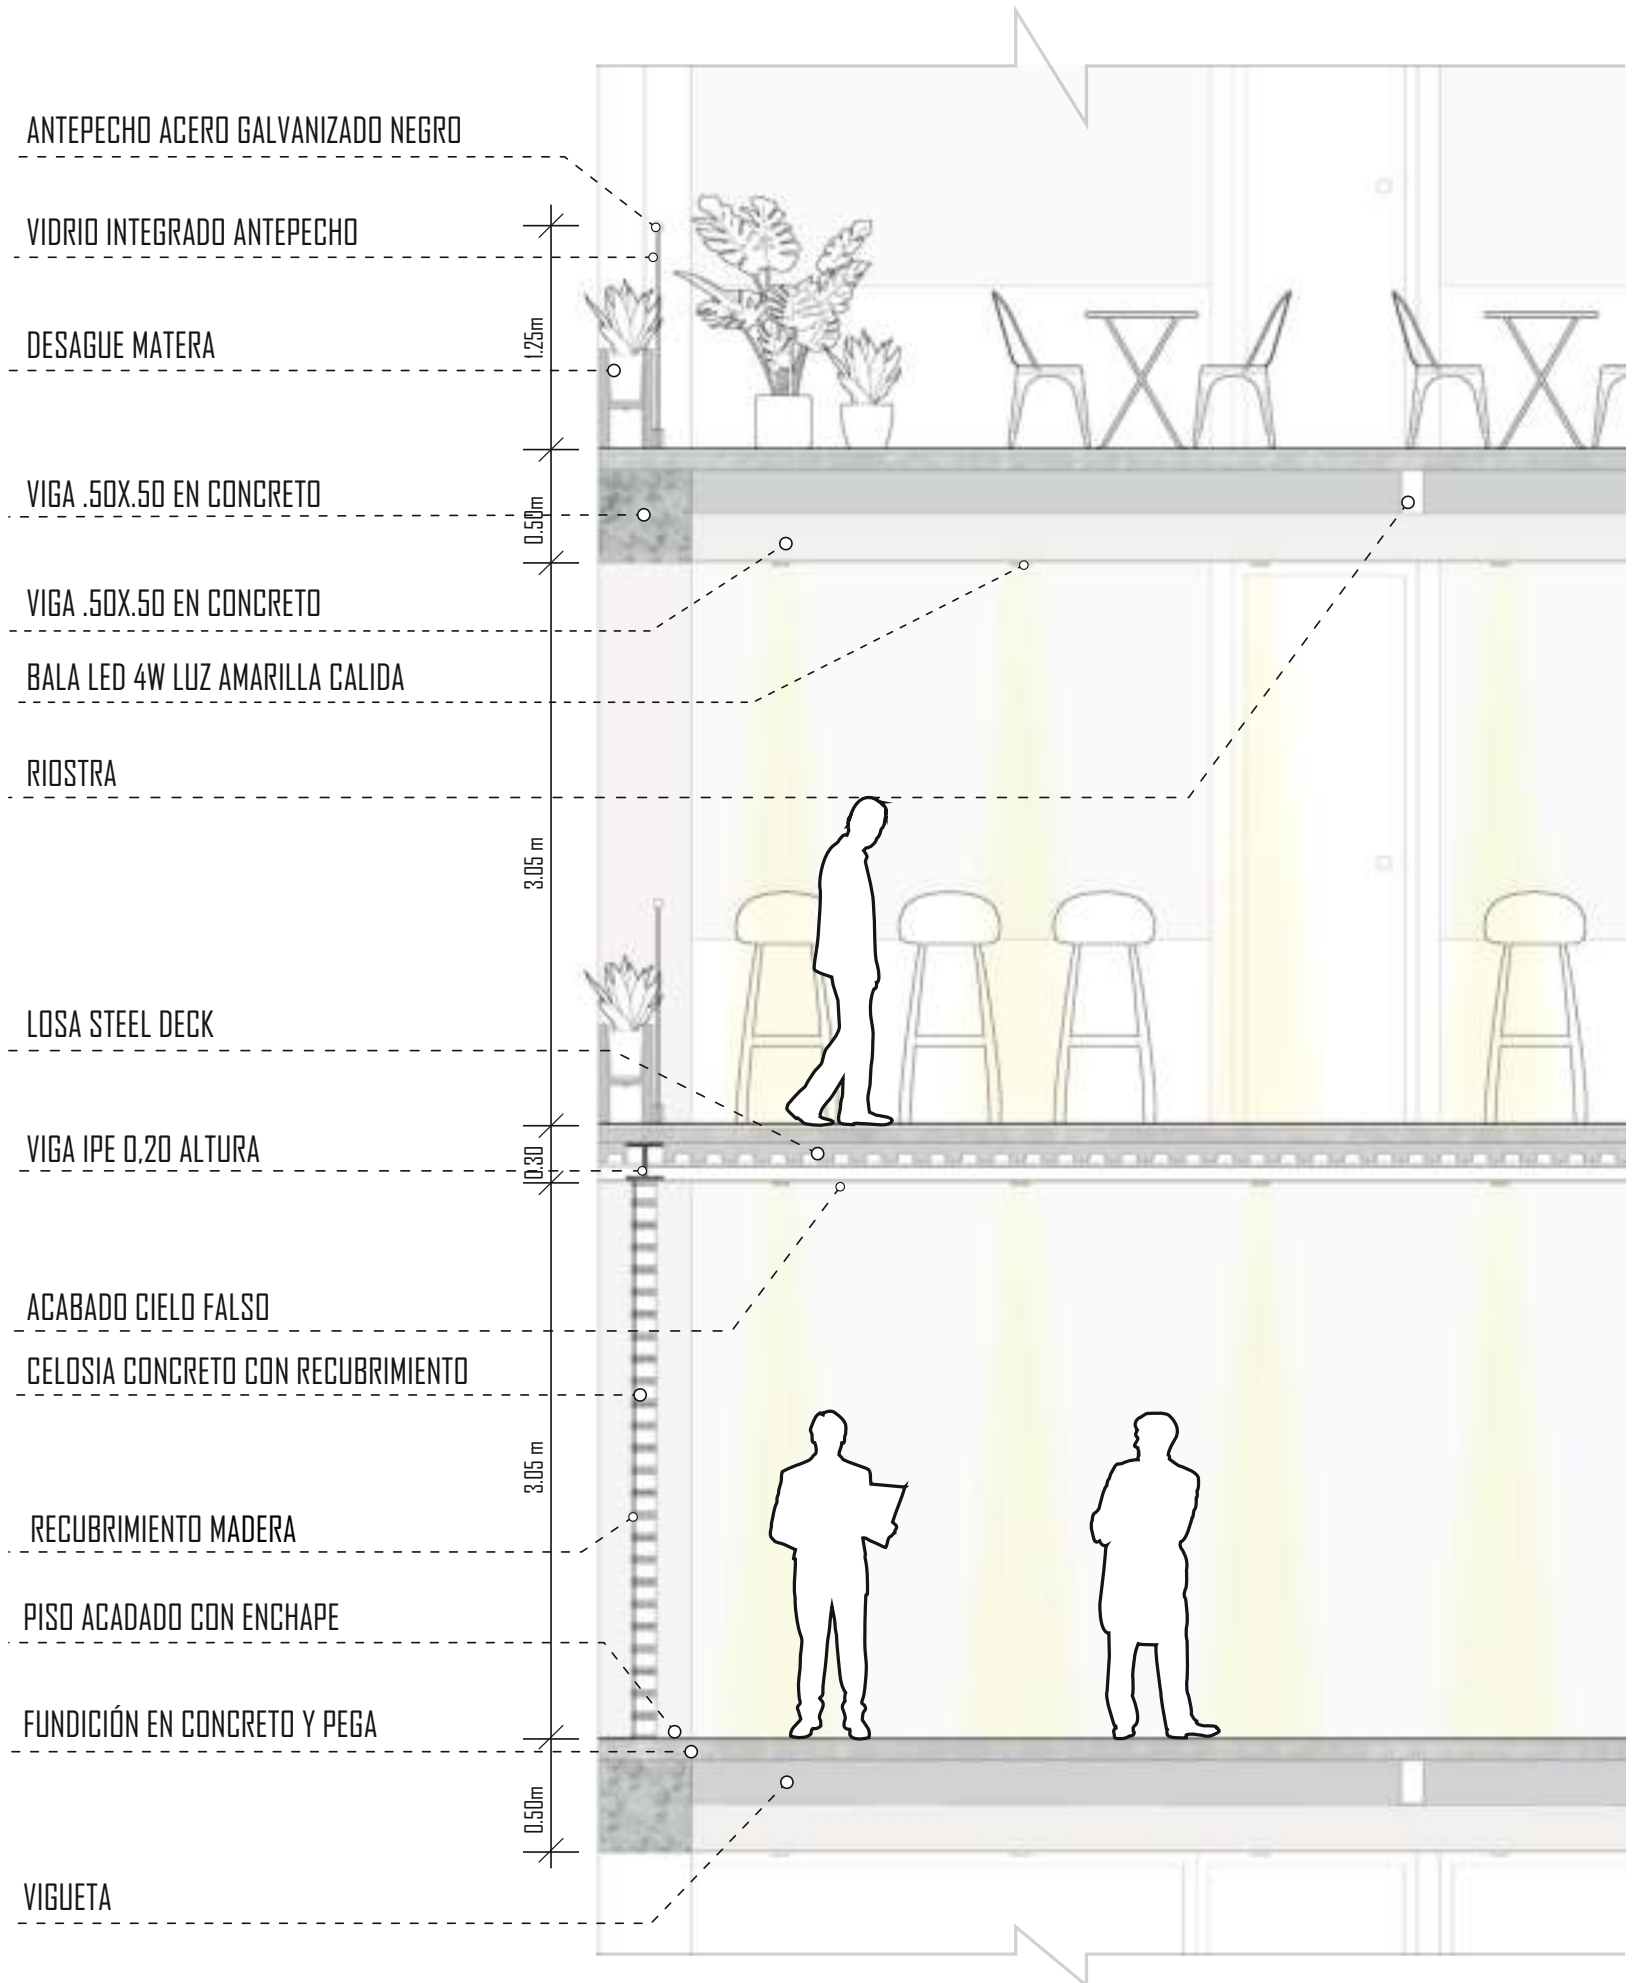 ANTEPECHO ACERO GALVANIZADO NEGRO
VIDRIO INTEGRADO ANTEPECHO
1.25m
DESAGUE MATERA
VIGA .50X.50 EN CONCRETO
0.50m
VIGA .50X.50 EN CONCRETO
BALA LED 4W LUZ AMARILLA CALIDA
RIOSTRA
3.05 m
LOSA STEEL DECK
VIGA IPE 0,20 ALTURA
0.30
ACABADO CIELO FALSO
CELOSIA CONCRETO CON RECUBRIMIENTO
3.05 m
RECUBRIMIENTO MADERA
PISO ACADADO CON ENCHAPE
FUNDICIÓN EN CONCRETO Y PEGA
0.50m
VIGUETA